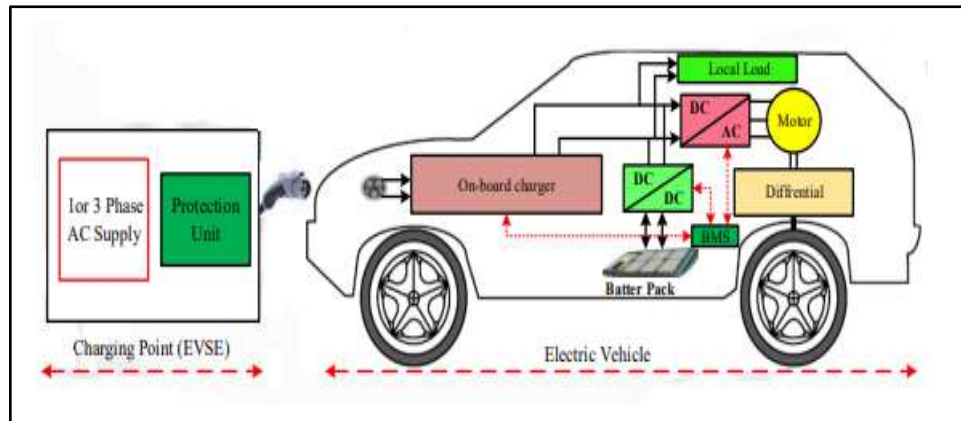 1or 3 Phase
AC Supply
Protection
Unit
Charging Point (EVSE)
On-board charger
Local Load
DC
AC
Motor
DC
DC
Diffrential
BMS
Batter Pack
Electric Vehicle